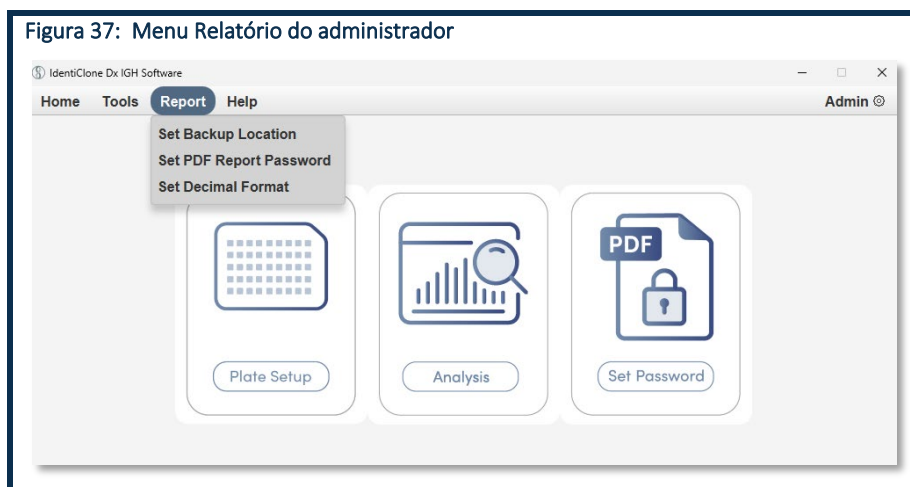 Figura 37: Menu Relatório do administrador
IdentiClone Dx IGH Software
Home Tools Report Help Admin
Set Backup Location
Set PDF Report Password
Set Decimal Format
PDF
Plate Setup
Analysis
Set Password